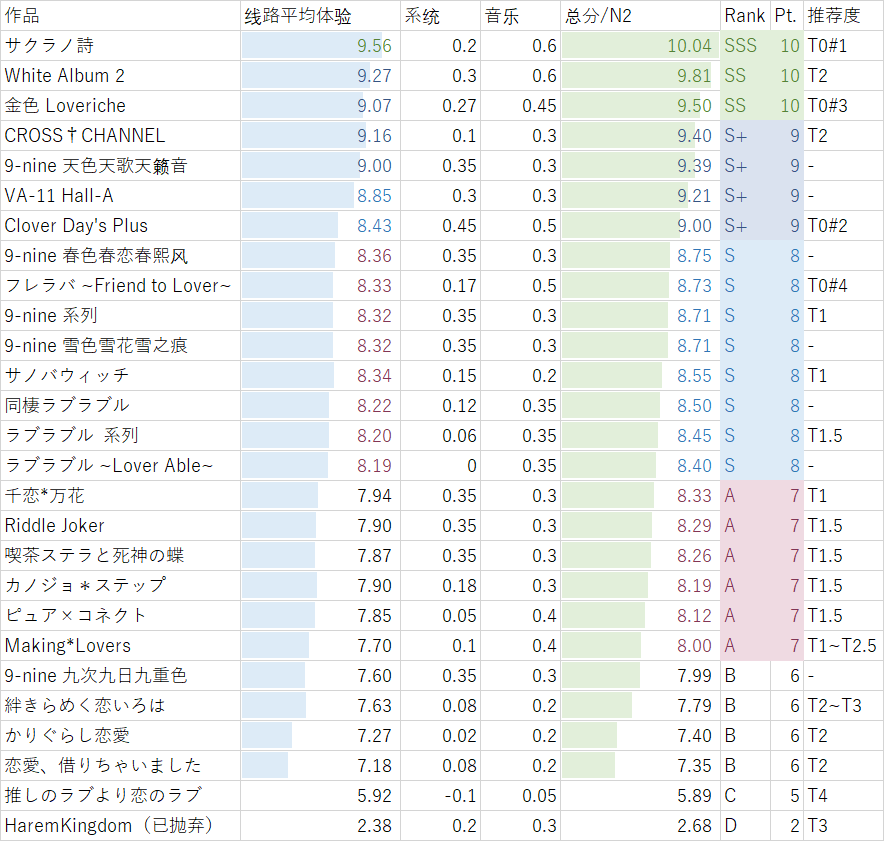 作品 线路平均体验 系统 音乐 总分/N2 Rank Pt. 推荐度
サクラノ詩 9.56 0.2 0.6 10.04 SSS 10 T0#1
White Album 2 9.27 0.3 0.6 9.81 SS 10 T2
金色 Loveriche 9.07 0.27 0.45 9.50 SS 10 T0#3
CROSS†CHANNEL 9.16 0.1 0.3 9.40 S+ 9 T2
9-nine 天色天歌天籁音 9.00 0.35 0.3 9.39 S+ 9 -
VA-11 Hall-A 8.85 0.3 0.3 9.21 S+ 9 -
Clover Day's Plus 8.43 0.45 0.5 9.00 S+ 9 T0#2
9-nine 春色春恋春熙风 8.36 0.35 0.3 8.75 S 8 -
フレラバ ~Friend to Lover~ 8.33 0.17 0.5 8.73 S 8 T0#4
9-nine 系列 8.32 0.35 0.3 8.71 S 8 T1
9-nine 雪色雪花雪之痕 8.32 0.35 0.3 8.71 S 8 -
サノバウィッチ 8.34 0.15 0.2 8.55 S 8 T1
同棲ラブラブル 8.22 0.12 0.35 8.50 S 8 -
ラブラブル 系列 8.20 0.06 0.35 8.45 S 8 T1.5
ラブラブル ~Lover Able~ 8.19 0 0.35 8.40 S 8 -
千恋*万花 7.94 0.35 0.3 8.33 A 7 T1
Riddle Joker 7.90 0.35 0.3 8.29 A 7 T1.5
喫茶ステラと死神の蝶 7.87 0.35 0.3 8.26 A 7 T1.5
カノジョ＊ステップ 7.90 0.18 0.3 8.19 A 7 T1.5
ピュア×コネクト 7.85 0.05 0.4 8.12 A 7 T1.5
Making*Lovers 7.70 0.1 0.4 8.00 A 7 T1~T2.5
9-nine 九次九日九重色 7.60 0.35 0.3 7.99 B 6 -
絆きらめく恋いろは 7.63 0.08 0.2 7.79 B 6 T2~T3
かりぐらし恋愛 7.27 0.02 0.2 7.40 B 6 T2
恋愛、借りちゃいました 7.18 0.08 0.2 7.35 B 6 T2
推しのラブより恋のラブ 5.92 -0.1 0.05 5.89 C 5 T4
HaremKingdom（已抛弃） 2.38 0.2 0.3 2.68 D 2 T3